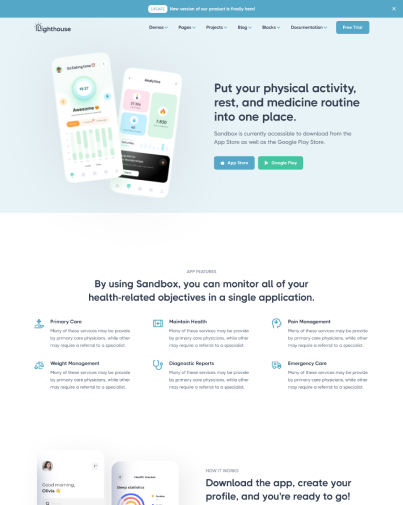 UPDATE New version of our product is finally here!
Lighthouse
Demos Pages Projects Blog Blocks Documentation Free Trial
Put your physical activity,
rest, and medicine routine
into one place.
Sandbox is currently accessible to download from the
App Store as well as the Google Play Store.
App Store
Google Play
Analytics
Awesome
APP FEATURES
By using Sandbox, you can monitor all of your
health-related objectives in a single application.
Primary Care
Many of these services may be provide
by primary care physicians, while other
may require a referral to a specialist.
Maintain Health
Many of these services may be provide
by primary care physicians, while other
may require a referral to a specialist.
Pain Management
Many of these services may be provide
by primary care physicians, while other
may require a referral to a specialist.
Weight Management
Many of these services may be provide
by primary care physicians, while other
may require a referral to a specialist.
Diagnostic Reports
Many of these services may be provide
by primary care physicians, while other
may require a referral to a specialist.
Emergency Care
Many of these services may be provide
by primary care physicians, while other
may require a referral to a specialist.
Good morning,
Olivia
Health tracker
Sleep statistics
HOW IT WORKS
Download the app, create your
profile, and you're ready to go!